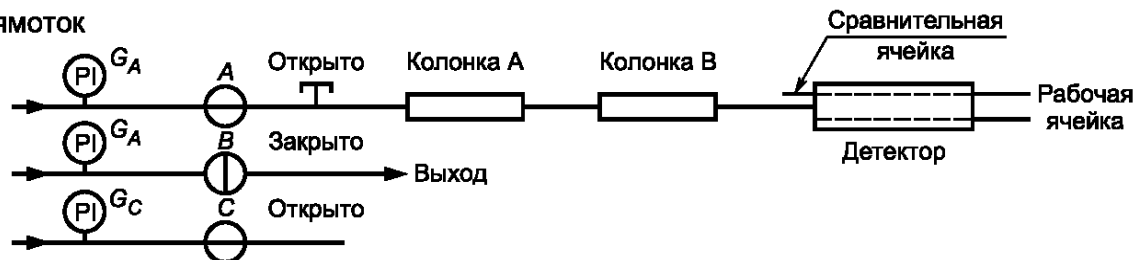 ямоток
Сравнительная
ячейка
PI G_A A Открыто Колонка А Колонка В
Рабочая
ячейка
PI G_A B Закрыто
Детектор
Выход
PI G_C C Открыто